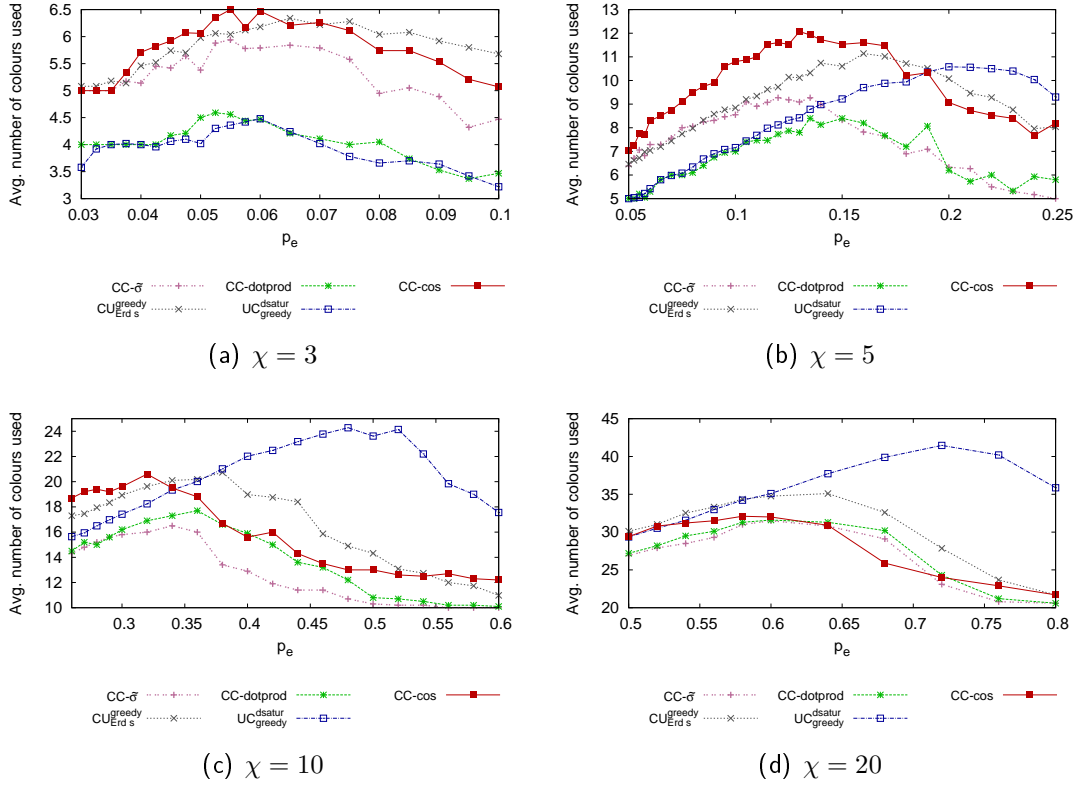 Avg. number of colours used
6.5
6
5.5
5
4.5
4
3.5
3
0.03 0.04 0.05 0.06 0.07 0.08 0.09 0.1
p_e
CC-σ̄ CC-dotprod CC-cos
CU^greedy_Erd s UC^dsatur_greedy
(a) χ = 3
Avg. number of colours used
13
12
11
10
9
8
7
6
5
0.05 0.1 0.15 0.2 0.25
p_e
CC-σ̄ CC-dotprod CC-cos
CU^greedy_Erd s UC^dsatur_greedy
(b) χ = 5
Avg. number of colours used
24
22
20
18
16
14
12
10
0.3 0.35 0.4 0.45 0.5 0.55 0.6
p_e
CC-σ̄ CC-dotprod CC-cos
CU^greedy_Erd s UC^dsatur_greedy
(c) χ = 10
Avg. number of colours used
45
40
35
30
25
20
0.5 0.55 0.6 0.65 0.7 0.75 0.8
p_e
CC-σ̄ CC-dotprod CC-cos
CU^greedy_Erd s UC^dsatur_greedy
(d) χ = 20